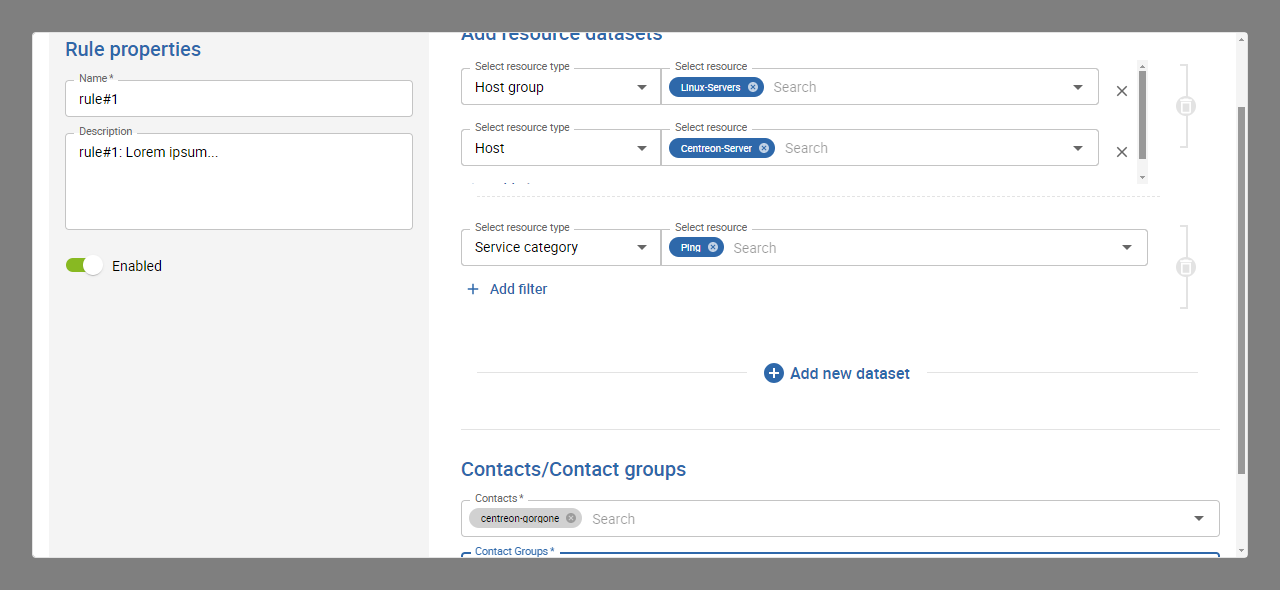 Rule properties
Name *
rule#1
Description
rule#1: Lorem ipsum...
Enabled
Add resource datasets
Select resource type
Select resource
Host group
Linux-Servers
Search
Select resource type
Select resource
Host
Centreon-Server
Search
Select resource type
Select resource
Service category
Ping
Search
Add filter
Add new dataset
Contacts/Contact groups
Contacts *
centreon-gorgone
Search
Contact Groups *